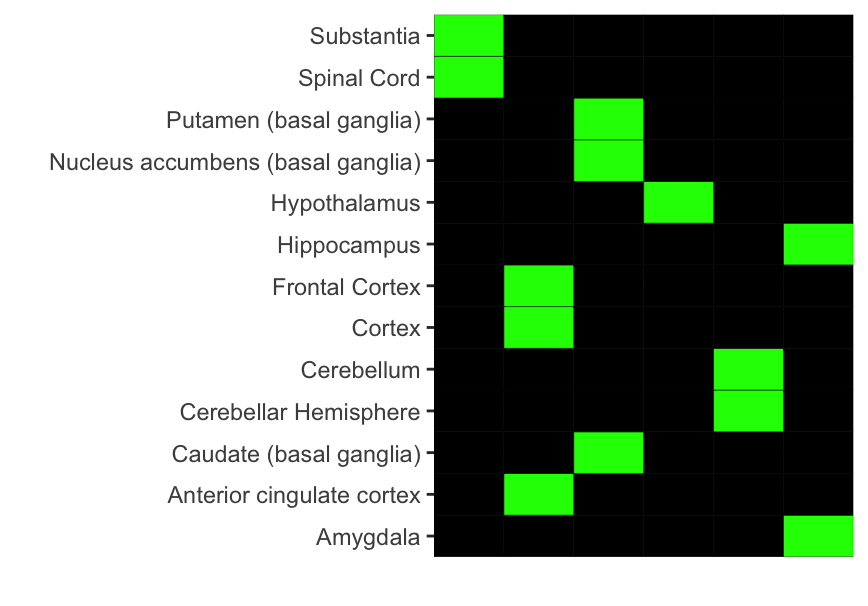 Substantia
Spinal Cord
Putamen (basal ganglia)
Nucleus accumbens (basal ganglia)
Hypothalamus
Hippocampus
Frontal Cortex
Cortex
Cerebellum
Cerebellar Hemisphere
Caudate (basal ganglia)
Anterior cingulate cortex
Amygdala